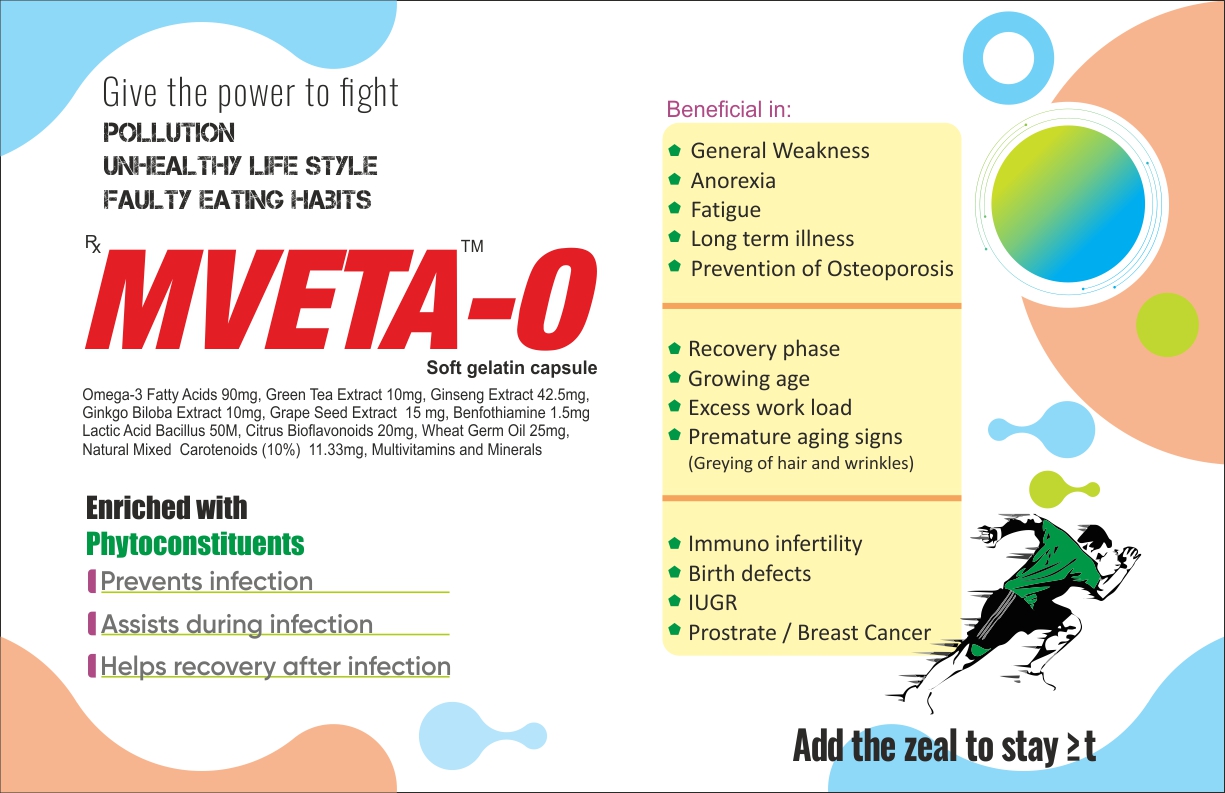 Give the power to fight
POLLUTION
UNHEALTHY LIFE STYLE
FAULTY EATING HABITS
Rx
MVETA-O™
Soft gelatin capsule
Omega-3 Fatty Acids 90mg, Green Tea Extract 10mg, Ginseng Extract 42.5mg,
Ginkgo Biloba Extract 10mg, Grape Seed Extract 15 mg, Benfothiamine 1.5mg
Lactic Acid Bacillus 50M, Citrus Bioflavonoids 20mg, Wheat Germ Oil 25mg,
Natural Mixed Carotenoids (10%) 11.33mg, Multivitamins and Minerals
Enriched with
Phytoconstituents
Prevents infection
Assists during infection
Helps recovery after infection
Beneficial in:
General Weakness
Anorexia
Fatigue
Long term illness
Prevention of Osteoporosis
Recovery phase
Growing age
Excess work load
Premature aging signs
(Greying of hair and wrinkles)
Immuno infertility
Birth defects
IUGR
Prostrate / Breast Cancer
Add the zeal to stay ≥t